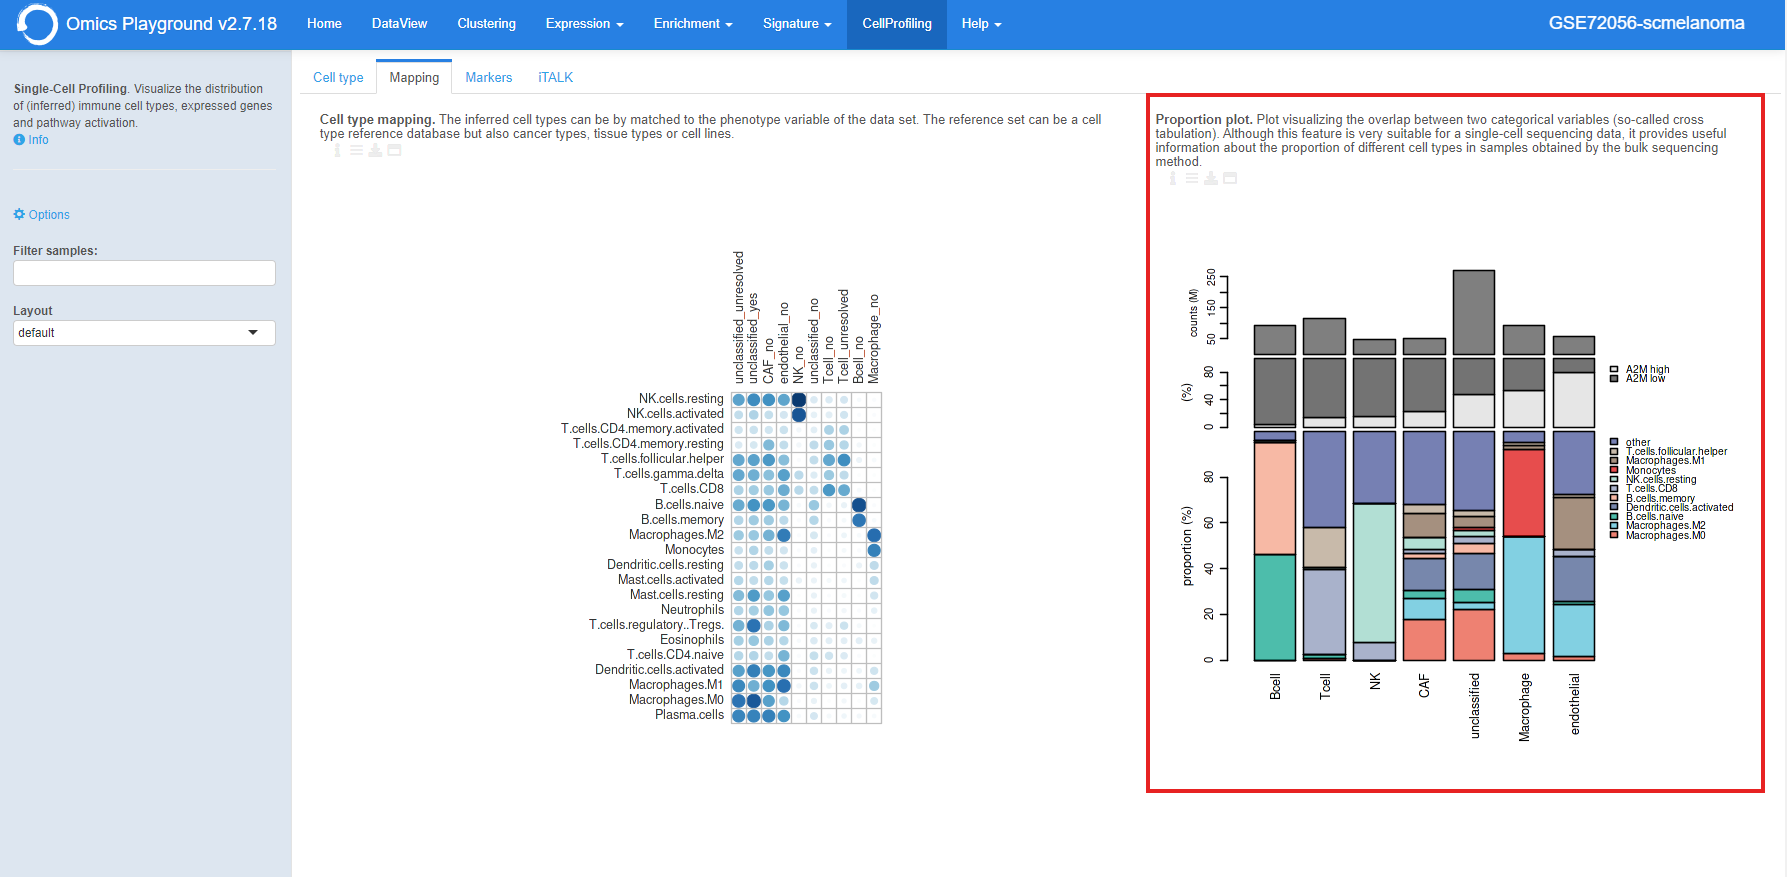 Omics Playground v2.7.18
Home
DataView
Clustering
Expression
Enrichment
Signature
CellProfiling
Help
GSE72056-scmelanoma
Single-Cell Profiling. Visualize the distribution
of (inferred) immune cell types, expressed genes
and pathway activation.
Info
Options
Filter samples:
Layout
default
Cell type
Mapping
Markers
iTALK
Cell type mapping. The inferred cell types can be by matched to the phenotype variable of the data set. The reference set can be a cell
type reference database but also cancer types, tissue types or cell lines.
unclassified_unresolved
unclassified_yes
CAF_no
endothelial_no
NK_no
unclassified_no
Tcell_no
Tcell_unresolved
Bcell_no
Macrophage_no
NK.cells.resting
NK.cells.activated
T.cells.CD4.memory.activated
T.cells.CD4.memory.resting
T.cells.follicular.helper
T.cells.gamma.delta
T.cells.CD8
B.cells.naive
B.cells.memory
Macrophages.M2
Monocytes
Dendritic.cells.resting
Mast.cells.activated
Mast.cells.resting
Neutrophils
T.cells.regulatory..Tregs.
Eosinophils
T.cells.CD4.naive
Dendritic.cells.activated
Macrophages.M1
Macrophages.M0
Plasma.cells
Proportion plot. Plot visualizing the overlap between two categorical variables (so-called cross
tabulation). Although this feature is very suitable for a single-cell sequencing data, it provides useful
information about the proportion of different cell types in samples obtained by the bulk sequencing
method.
counts (M)
250
150
50
(%)
80
40
0
A2M high
A2M low
proportion (%)
80
60
40
20
0
other
T.cells.follicular.helper
Macrophages.M1
Monocytes
NK.cells.resting
T.cells.CD8
B.cells.memory
Dendritic.cells.activated
B.cells.naive
Macrophages.M2
Macrophages.M0
Bcell
Tcell
NK
CAF
unclassified
Macrophage
endothelial